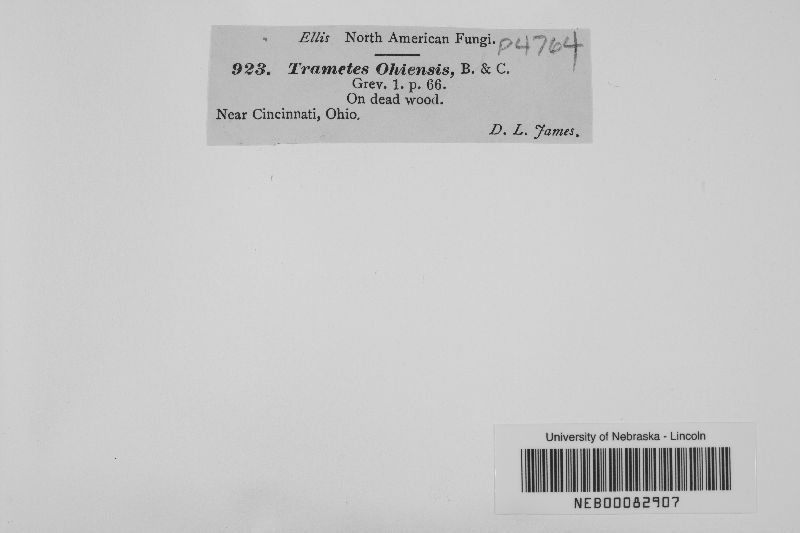 Ellis North American Fungi. P4764
923. Trametes Ohiensis, B. & C.
Grev. 1. p. 66.
On dead wood.
Near Cincinnati, Ohio.
D. L. James.
University of Nebraska - Lincoln
NEB00082907